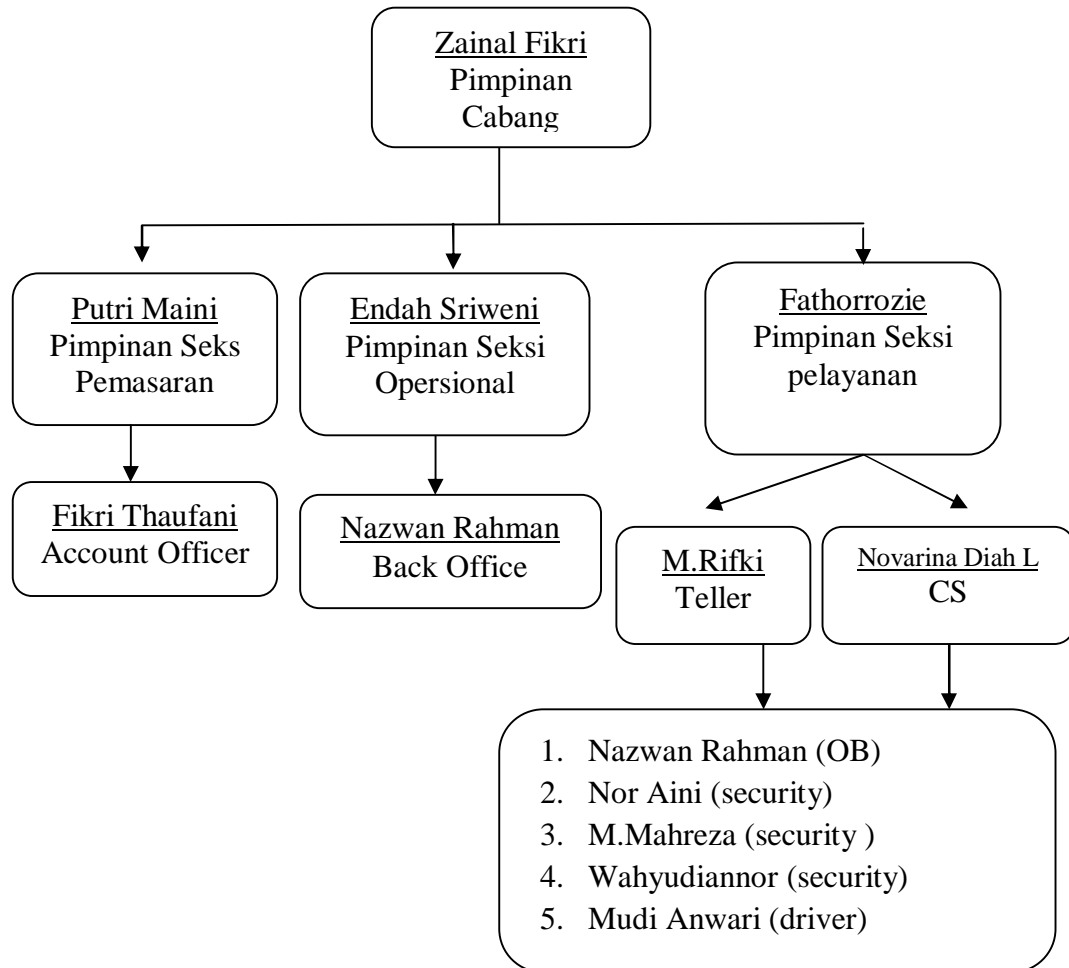 Zainal Fikri
Pimpinan
Cabang
Putri Maini
Pimpinan Seks
Pemasaran
Endah Sriweni
Pimpinan Seksi
Opersional
Fathorrozie
Pimpinan Seksi
pelayanan
Fikri Thaufani
Account Officer
Nazwan Rahman
Back Office
M.Rifki
Teller
Novarina Diah L
CS
1. Nazwan Rahman (OB)
2. Nor Aini (security)
3. M.Mahreza (security )
4. Wahyudiannor (security)
5. Mudi Anwari (driver)